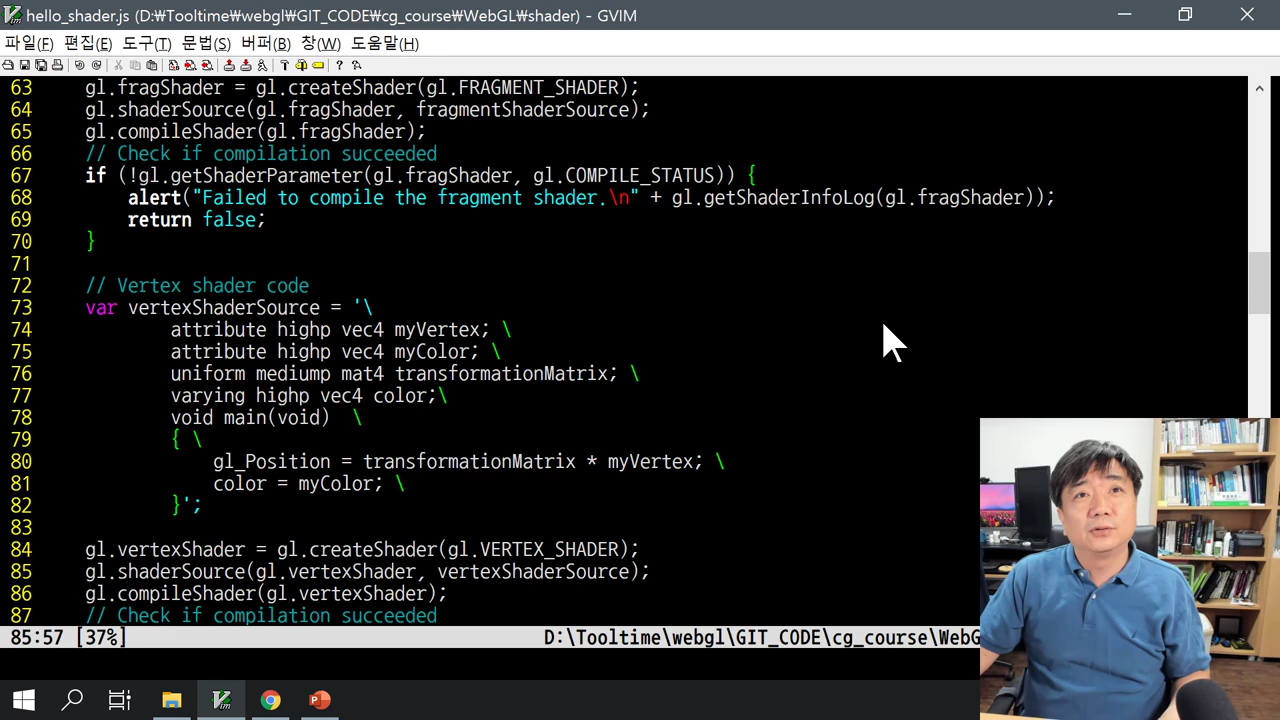 hello_shader.js (D:₩Tooltime₩webgl₩GIT_CODE₩cg_course₩WebGL₩shader) - GVIM
파일(F) 편집(E) 도구(T) 문법(S) 버퍼(B) 창(W) 도움말(H)
63 gl.fragShader = gl.createShader(gl.FRAGMENT_SHADER);
64 gl.shaderSource(gl.fragShader, fragmentShaderSource);
65 gl.compileShader(gl.fragShader);
66 // Check if compilation succeeded
67 if (!gl.getShaderParameter(gl.fragShader, gl.COMPILE_STATUS)) {
68 alert("Failed to compile the fragment shader.\n" + gl.getShaderInfoLog(gl.fragShader));
69 return false;
70 }
71
72 // Vertex shader code
73 var vertexShaderSource = '\
74 attribute highp vec4 myVertex; \
75 attribute highp vec4 myColor; \
76 uniform mediump mat4 transformationMatrix; \
77 varying highp vec4 color;\
78 void main(void) \
79 { \
80 gl_Position = transformationMatrix * myVertex; \
81 color = myColor; \
82 }';
83
84 gl.vertexShader = gl.createShader(gl.VERTEX_SHADER);
85 gl.shaderSource(gl.vertexShader, vertexShaderSource);
86 gl.compileShader(gl.vertexShader);
87 // Check if compilation succeeded
85:57 [37%] D:\Tooltime\webgl\GIT_CODE\cg_course\WebG